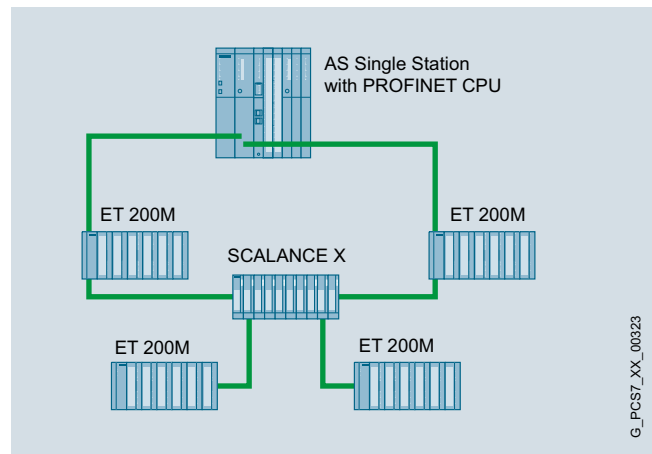 AS Single Station
with PROFINET CPU
ET 200M
ET 200M
SCALANCE X
ET 200M
ET 200M
G_PCS7_XX_00323